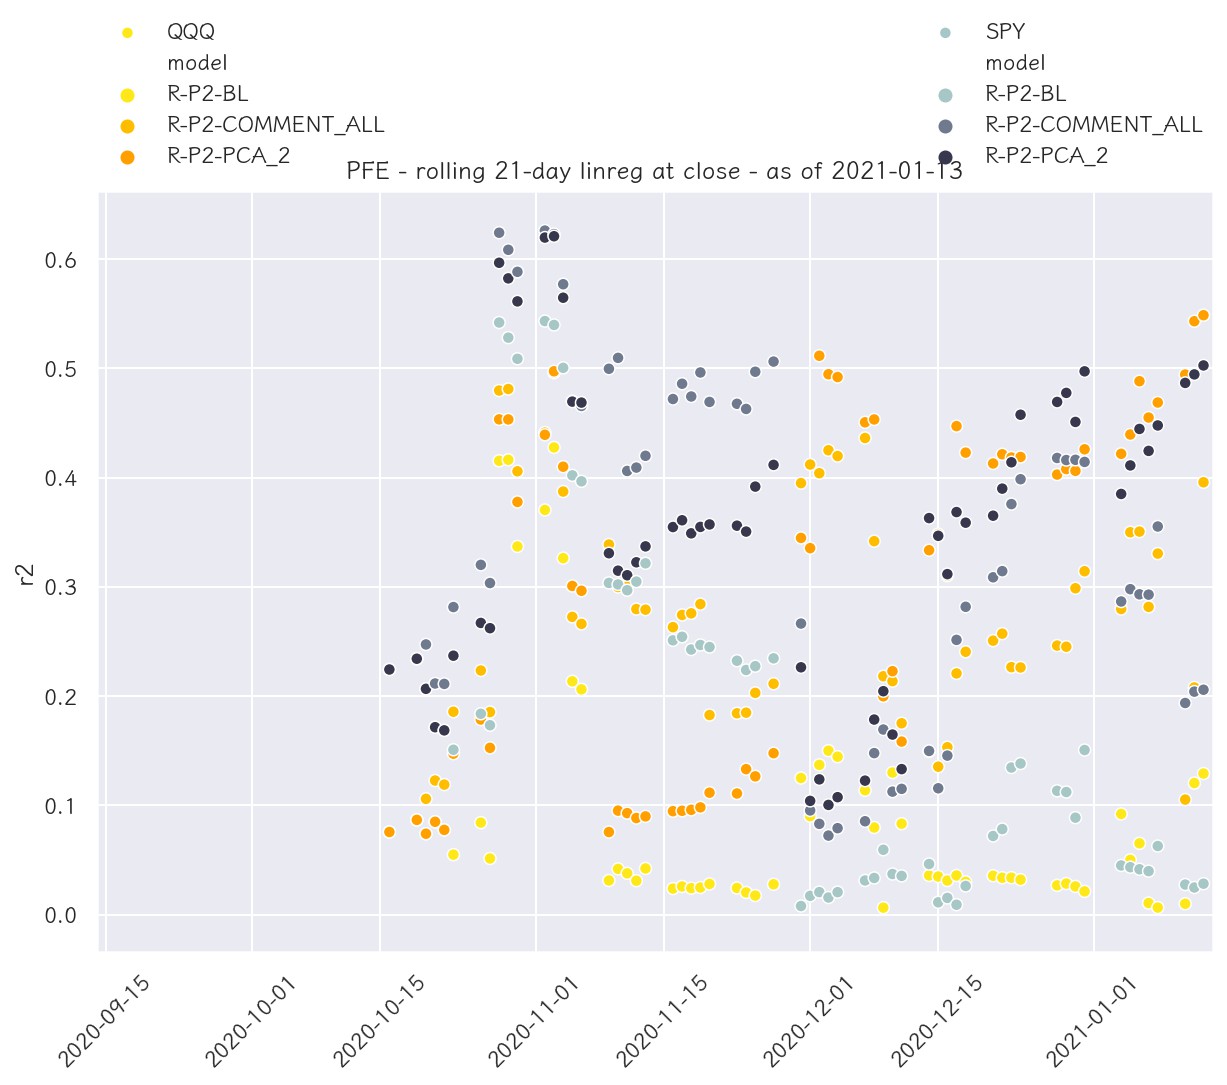 QQQ
model
R-P2-BL
R-P2-COMMENT_ALL
R-P2-PCA_2
SPY
model
R-P2-BL
R-P2-COMMENT_ALL
R-P2-PCA_2
PFE - rolling 21-day linreg at close - as of 2021-01-13
0.6
0.5
0.4
0.3
0.2
0.1
0.0
r2
2020-09-15
2020-10-01
2020-10-15
2020-11-01
2020-11-15
2020-12-01
2020-12-15
2021-01-01